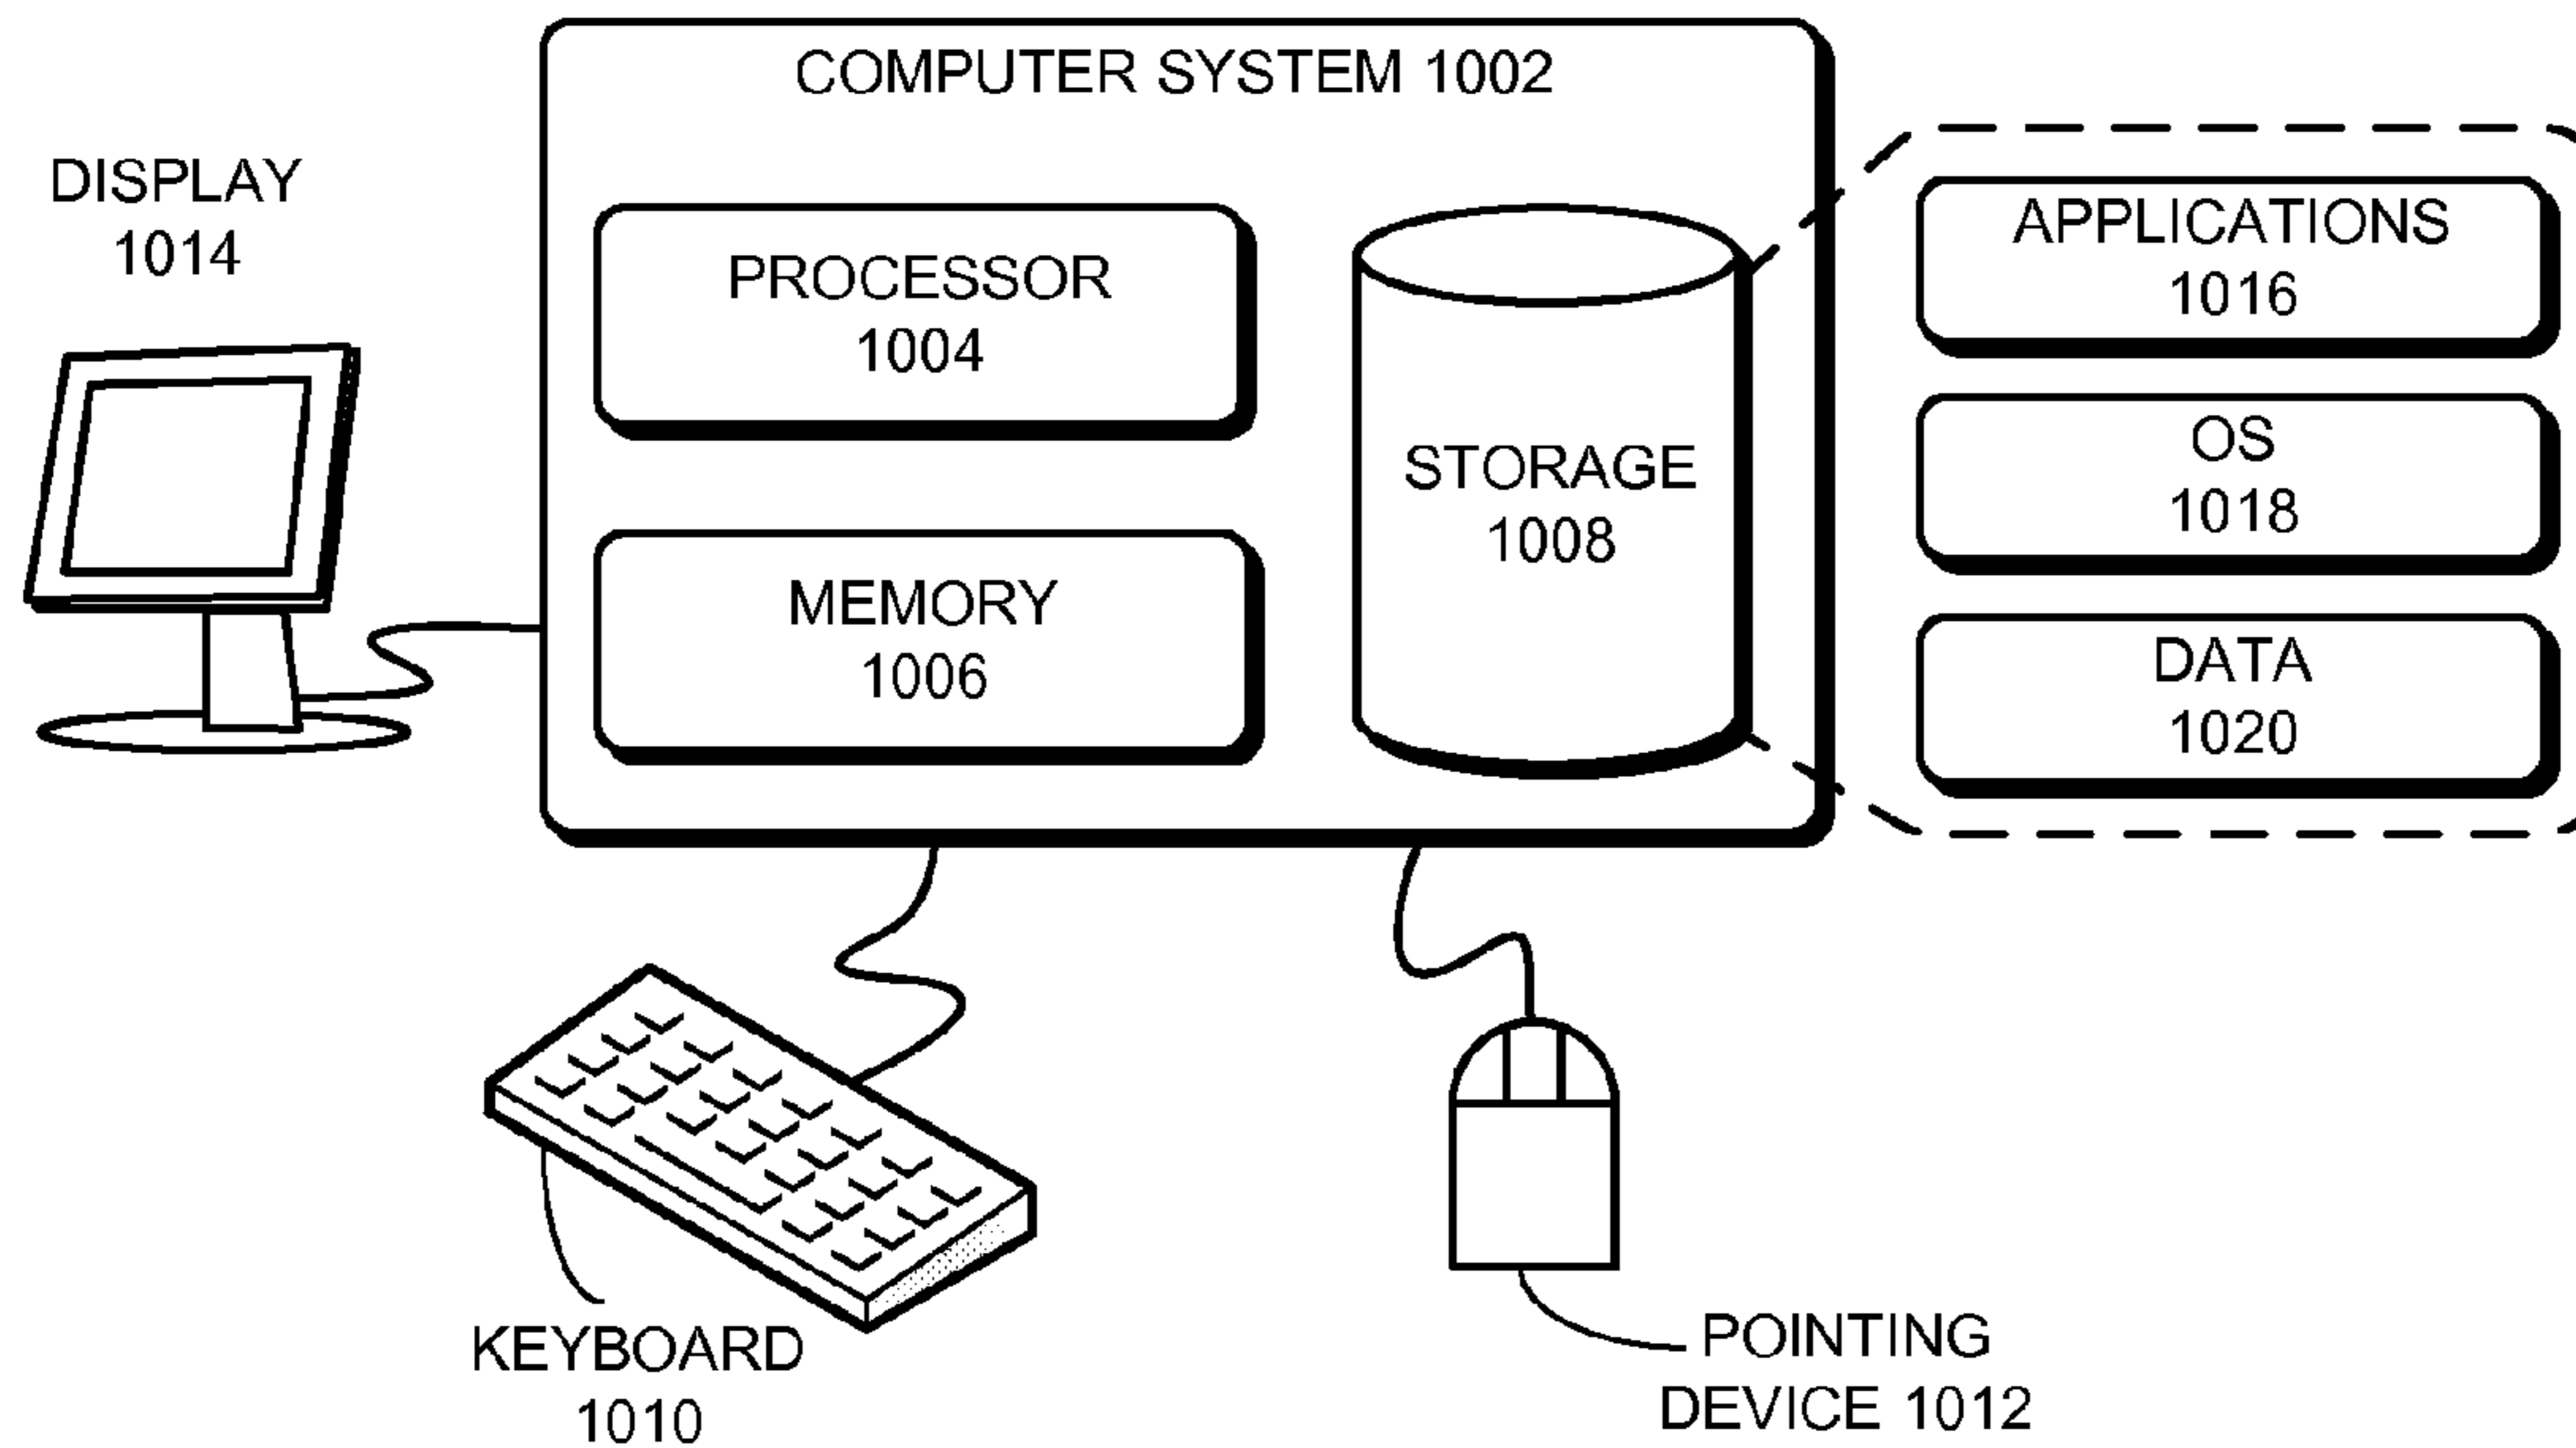 COMPUTER SYSTEM 1002
DISPLAY
1014
PROCESSOR
1004
MEMORY
1006
STORAGE
1008
APPLICATIONS
1016
OS
1018
DATA
1020
KEYBOARD
1010
POINTING
DEVICE 1012